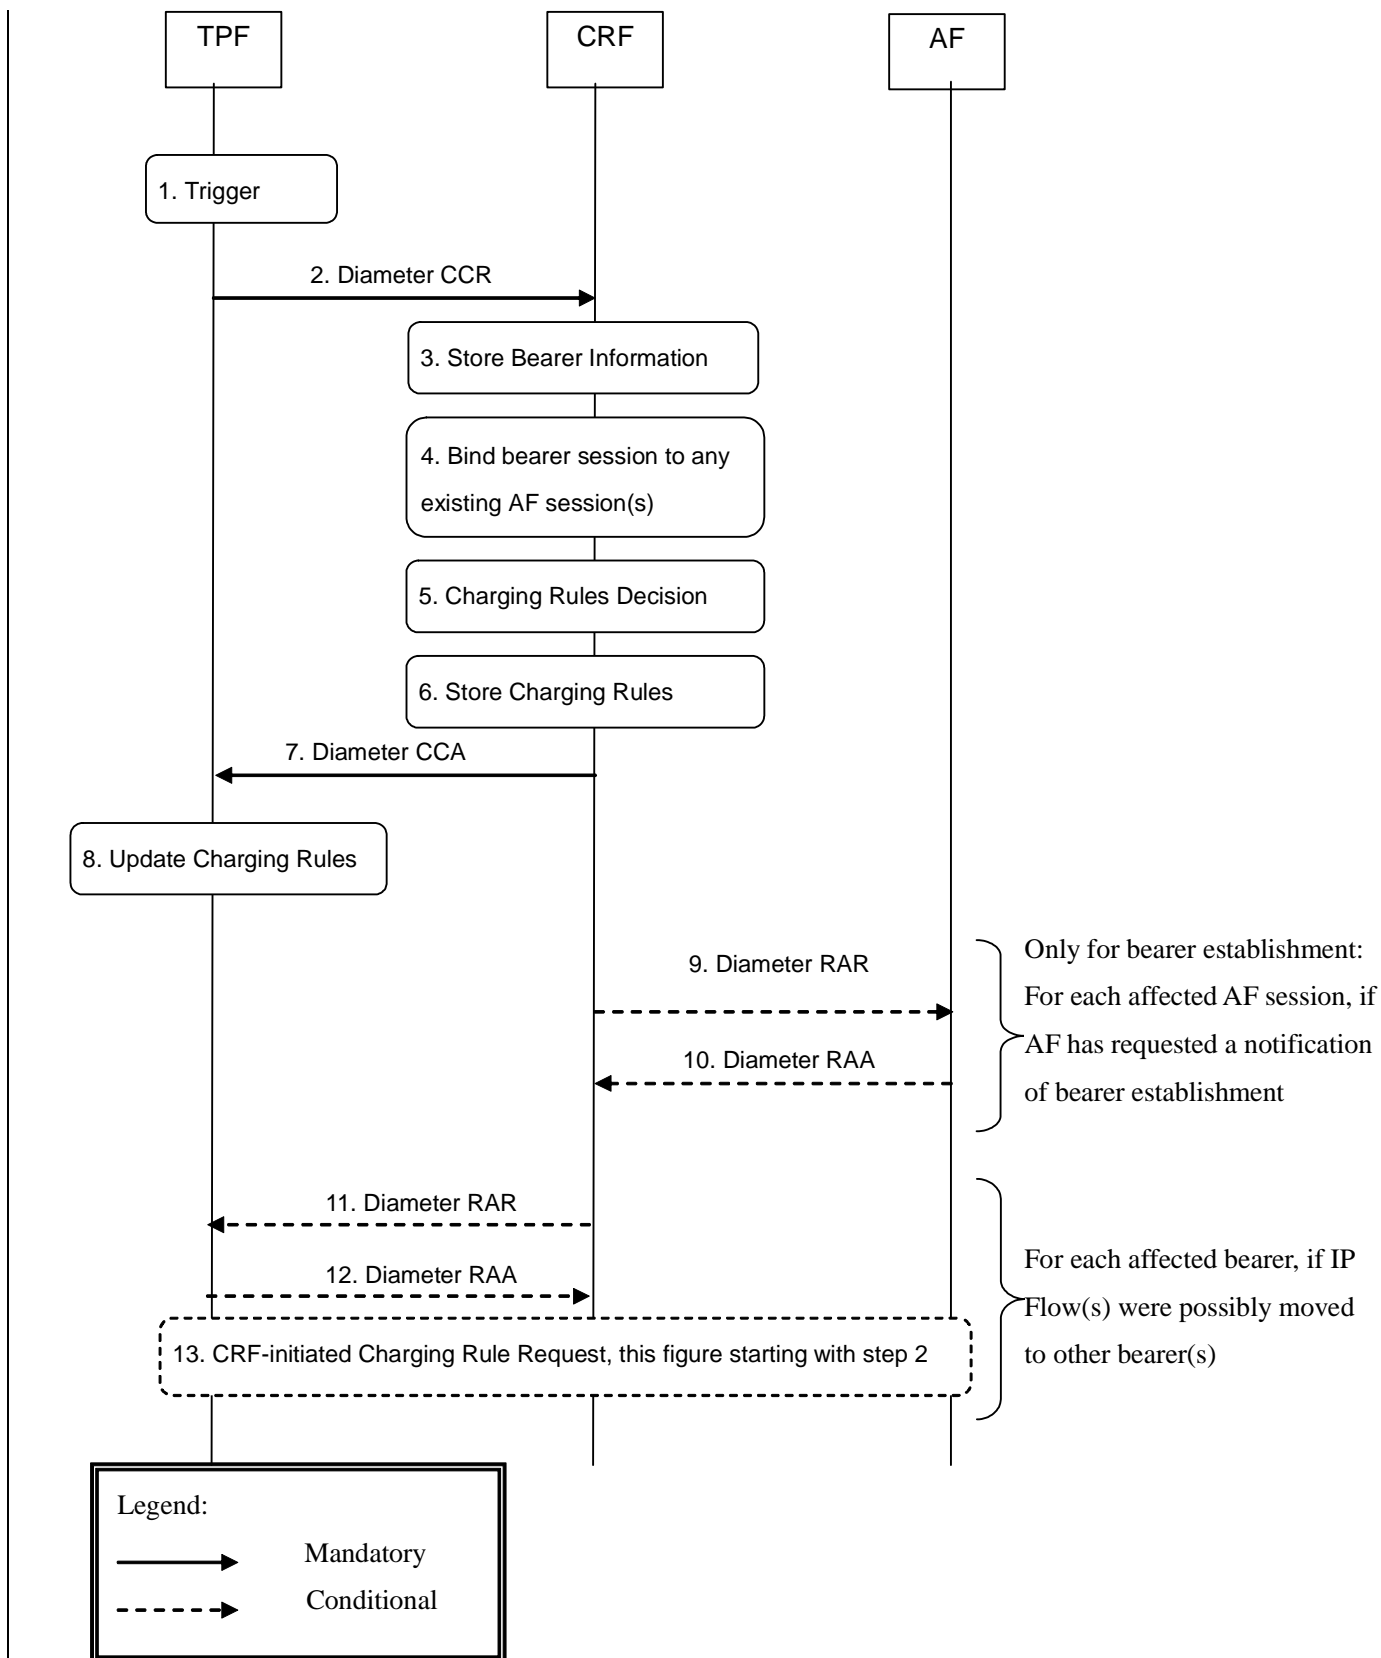 TPF
CRF
AF
1. Trigger
2. Diameter CCR
3. Store Bearer Information
4. Bind bearer session to any
existing AF session(s)
5. Charging Rules Decision
6. Store Charging Rules
7. Diameter CCA
8. Update Charging Rules
9. Diameter RAR
10. Diameter RAA
Only for bearer establishment:
For each affected AF session, if
AF has requested a notification
of bearer establishment
11. Diameter RAR
12. Diameter RAA
13. CRF-initiated Charging Rule Request, this figure starting with step 2
For each affected bearer, if IP
Flow(s) were possibly moved
to other bearer(s)
Legend:
Mandatory
Conditional